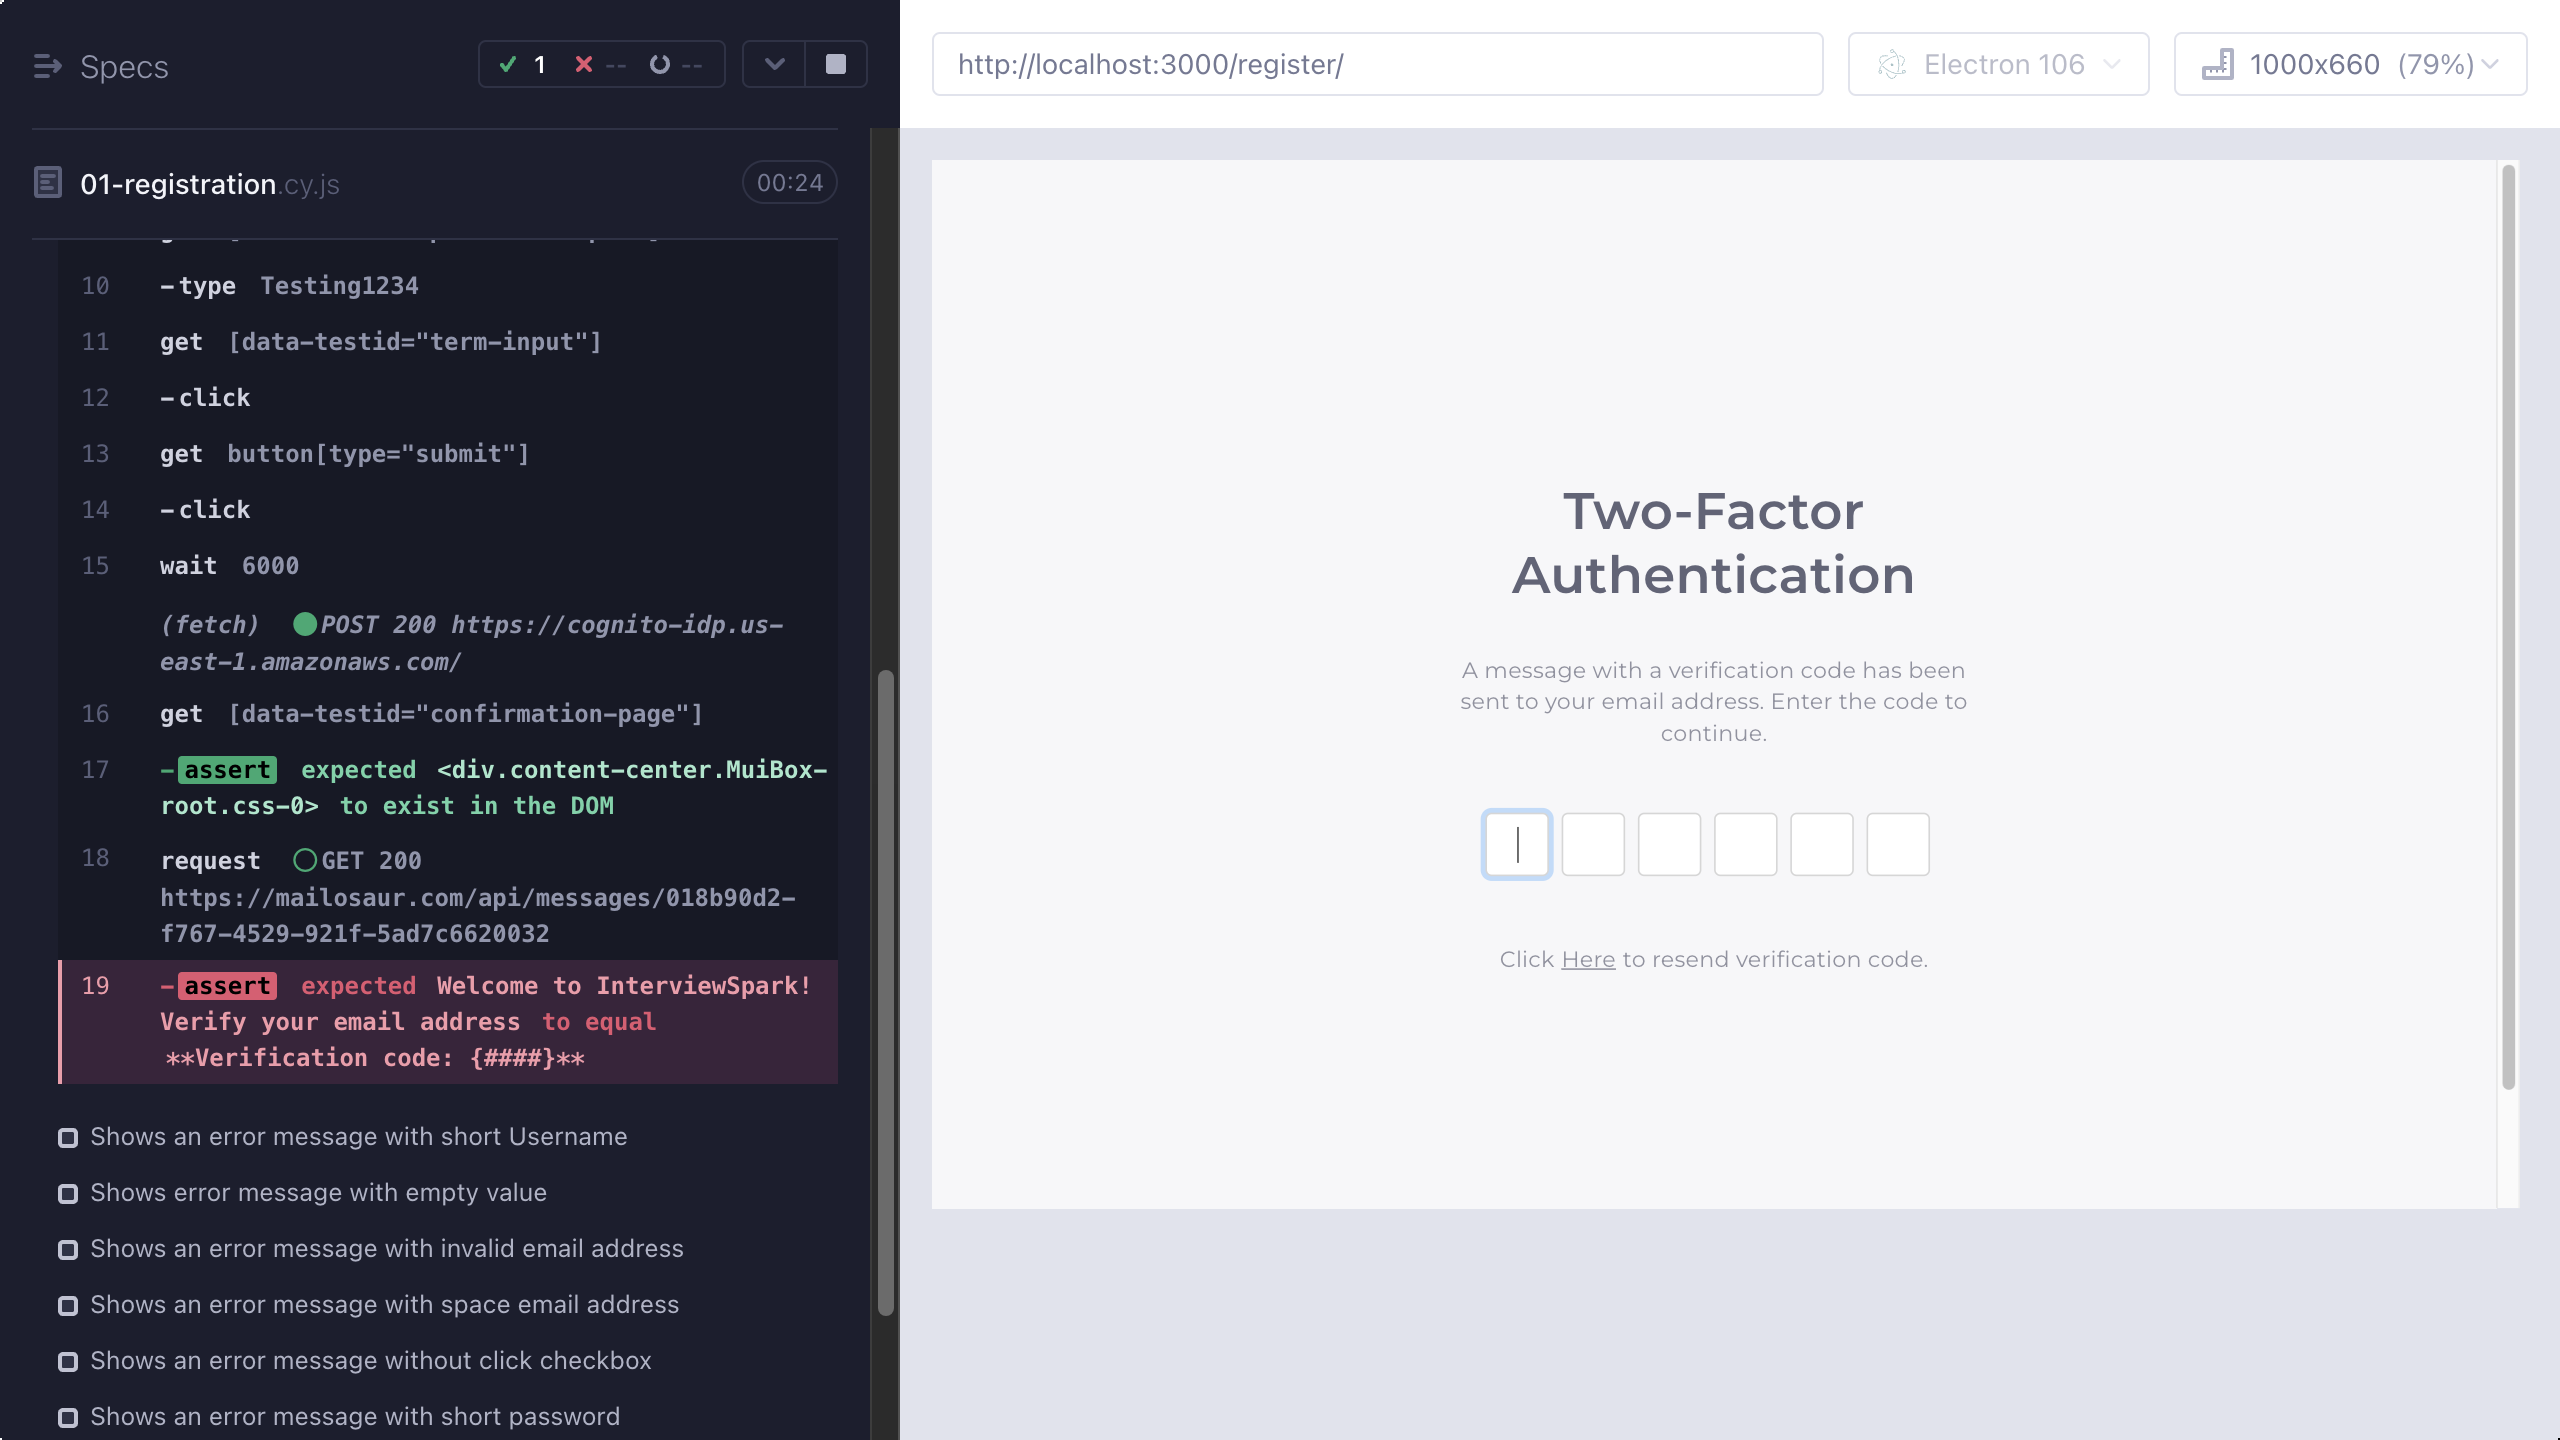 Specs
1
--
--
01-registration.cy.js
00:24
10 -type Testing1234
11 get [data-testid="term-input"]
12 -click
13 get button[type="submit"]
14 -click
15 wait 6000
(fetch) POST 200 https://cognito-idp.us-
east-1.amazonaws.com/
16 get [data-testid="confirmation-page"]
17 -assert expected <div.content-center.MuiBox-
root.css-0> to exist in the DOM
18 request GET 200
https://mailosaur.com/api/messages/018b90d2-
f767-4529-921f-5ad7c6620032
19 -assert expected Welcome to InterviewSpark!
Verify your email address to equal
**Verification code: {####}**
Shows an error message with short Username
Shows error message with empty value
Shows an error message with invalid email address
Shows an error message with space email address
Shows an error message without click checkbox
Shows an error message with short password
http://localhost:3000/register/
Electron 106
1000x660 (79%)
Two-Factor
Authentication
A message with a verification code has been
sent to your email address. Enter the code to
continue.
Click Here to resend verification code.